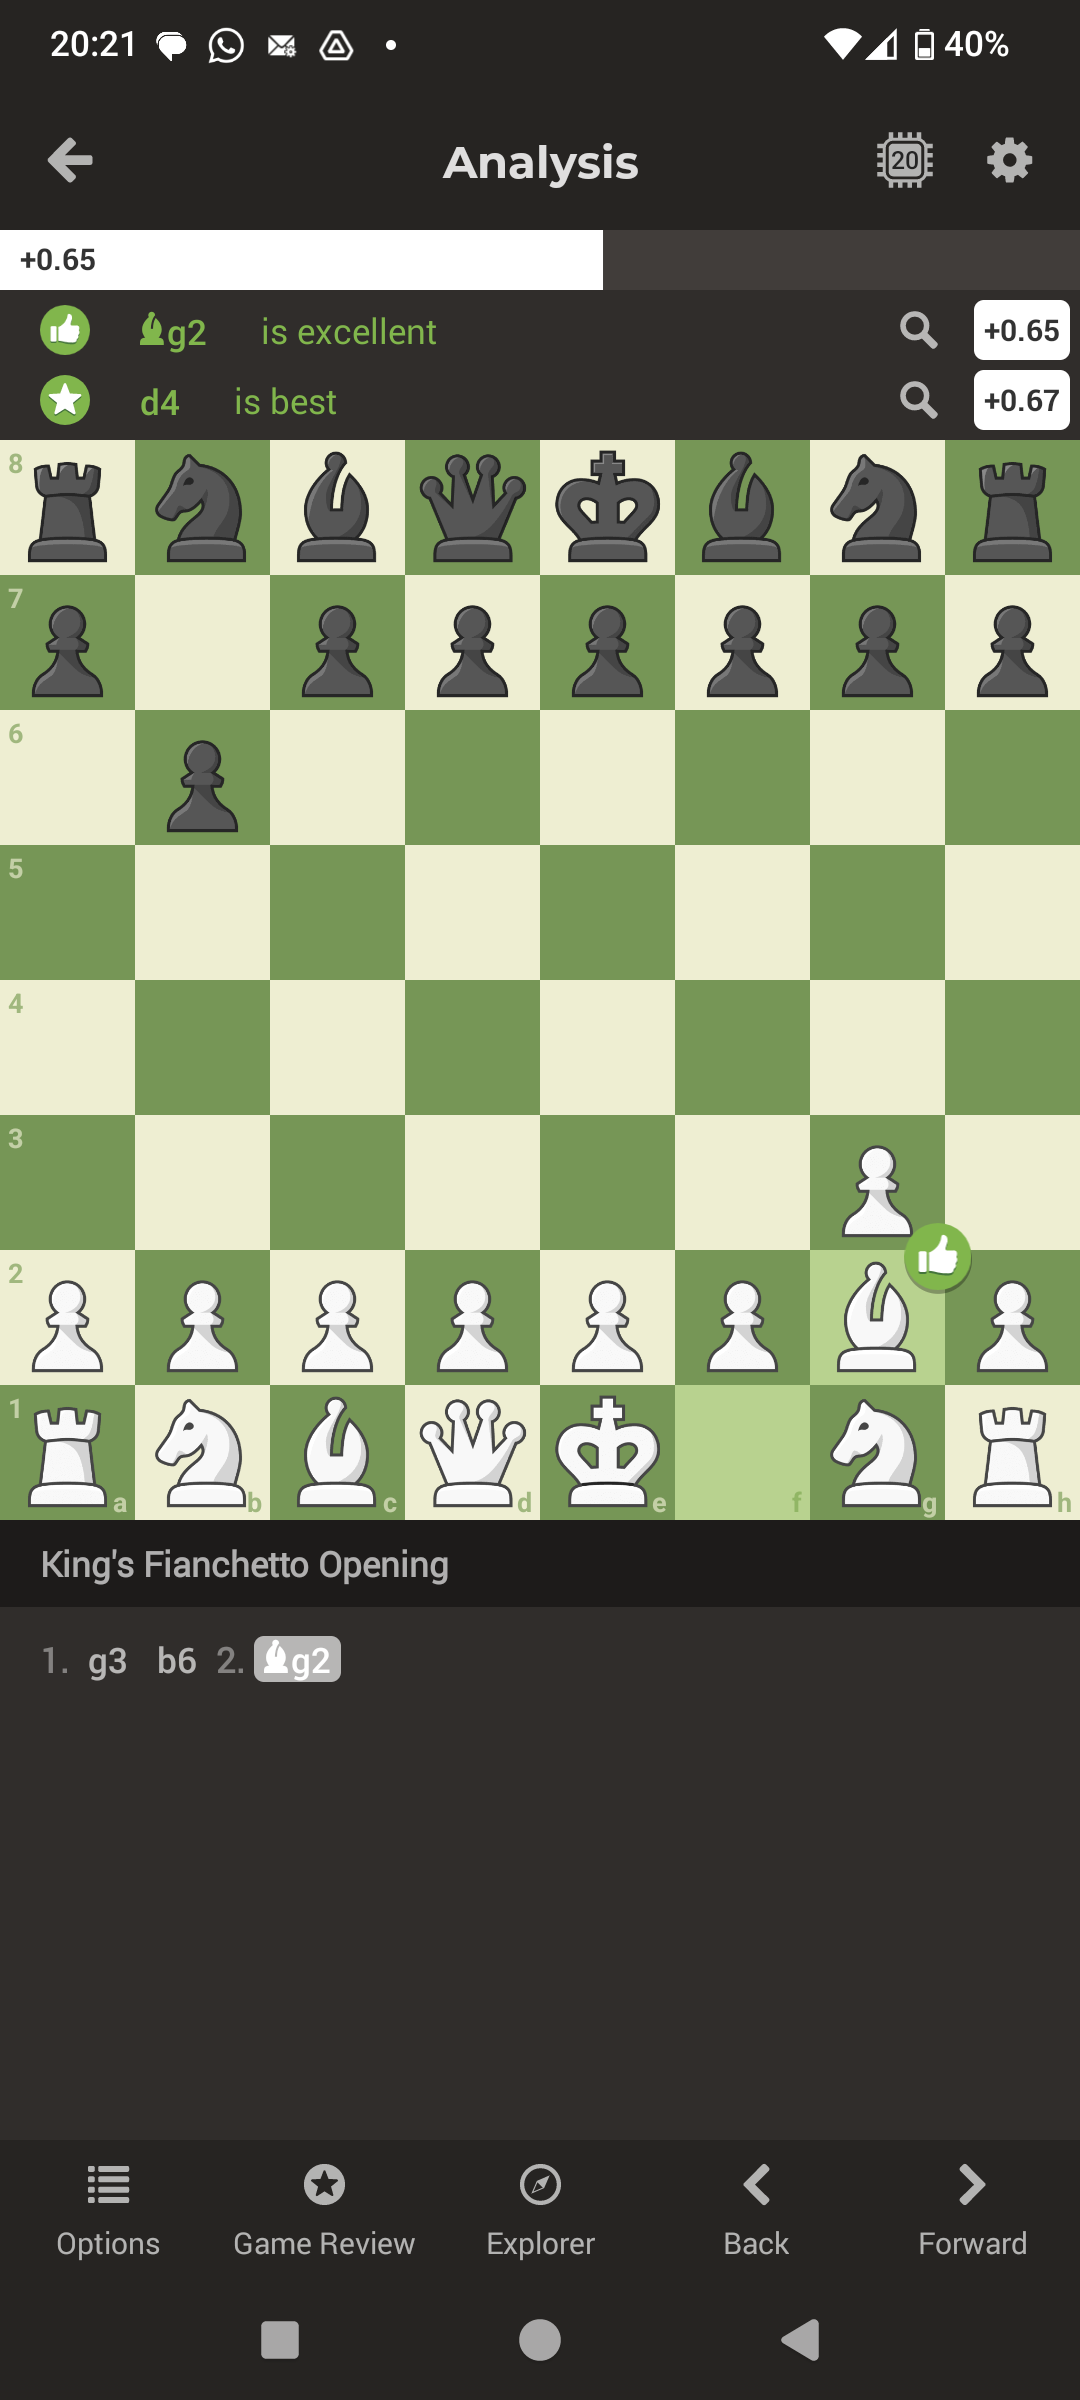 20:21 40%
Analysis 20
+0.65
g2 is excellent +0.65
d4 is best +0.67
8
7
6
5
4
3
2
1 a b c d e f g h
King's Fianchetto Opening
1. g3 b6 2. g2
Options Game Review Explorer Back Forward